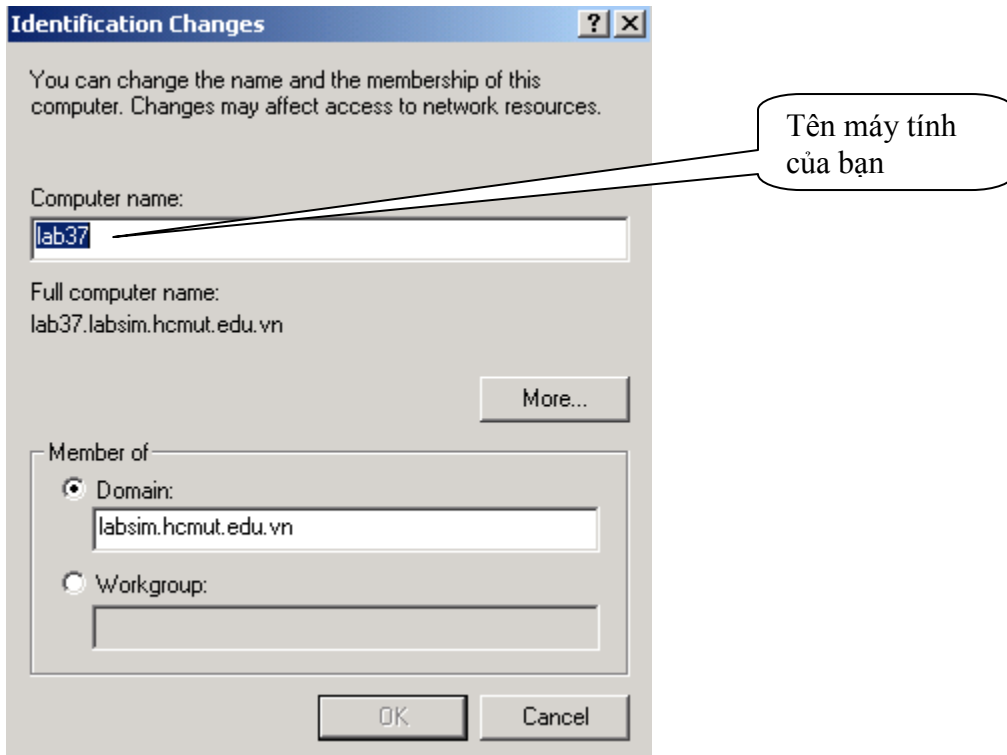 Identification Changes
You can change the name and the membership of this
computer. Changes may affect access to network resources.
Tên máy tính
của bạn
Computer name:
lab37
Full computer name:
lab37.labsim.hcmut.edu.vn
More...
Member of
Domain:
labsim.hcmut.edu.vn
Workgroup:
OK
Cancel